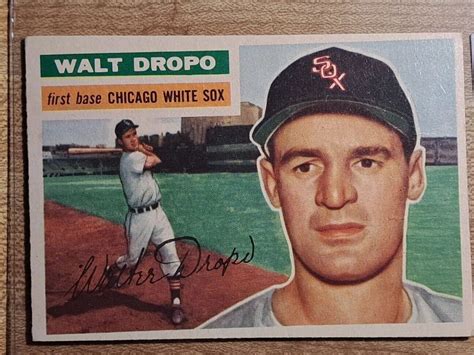 WALT DROPO
first base CHICAGO WHITE SOX
SOX
Walter Dropo